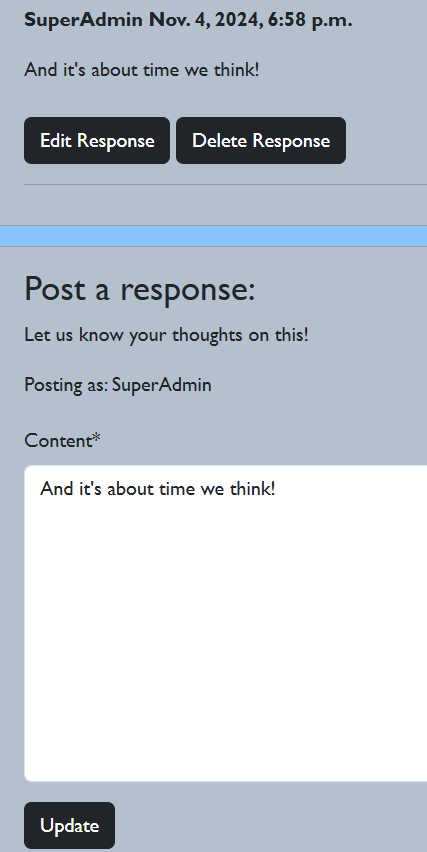 SuperAdmin Nov. 4, 2024, 6:58 p.m.
And it's about time we think!
Edit Response Delete Response
Post a response:
Let us know your thoughts on this!
Posting as: SuperAdmin
Content*
And it's about time we think!
Update